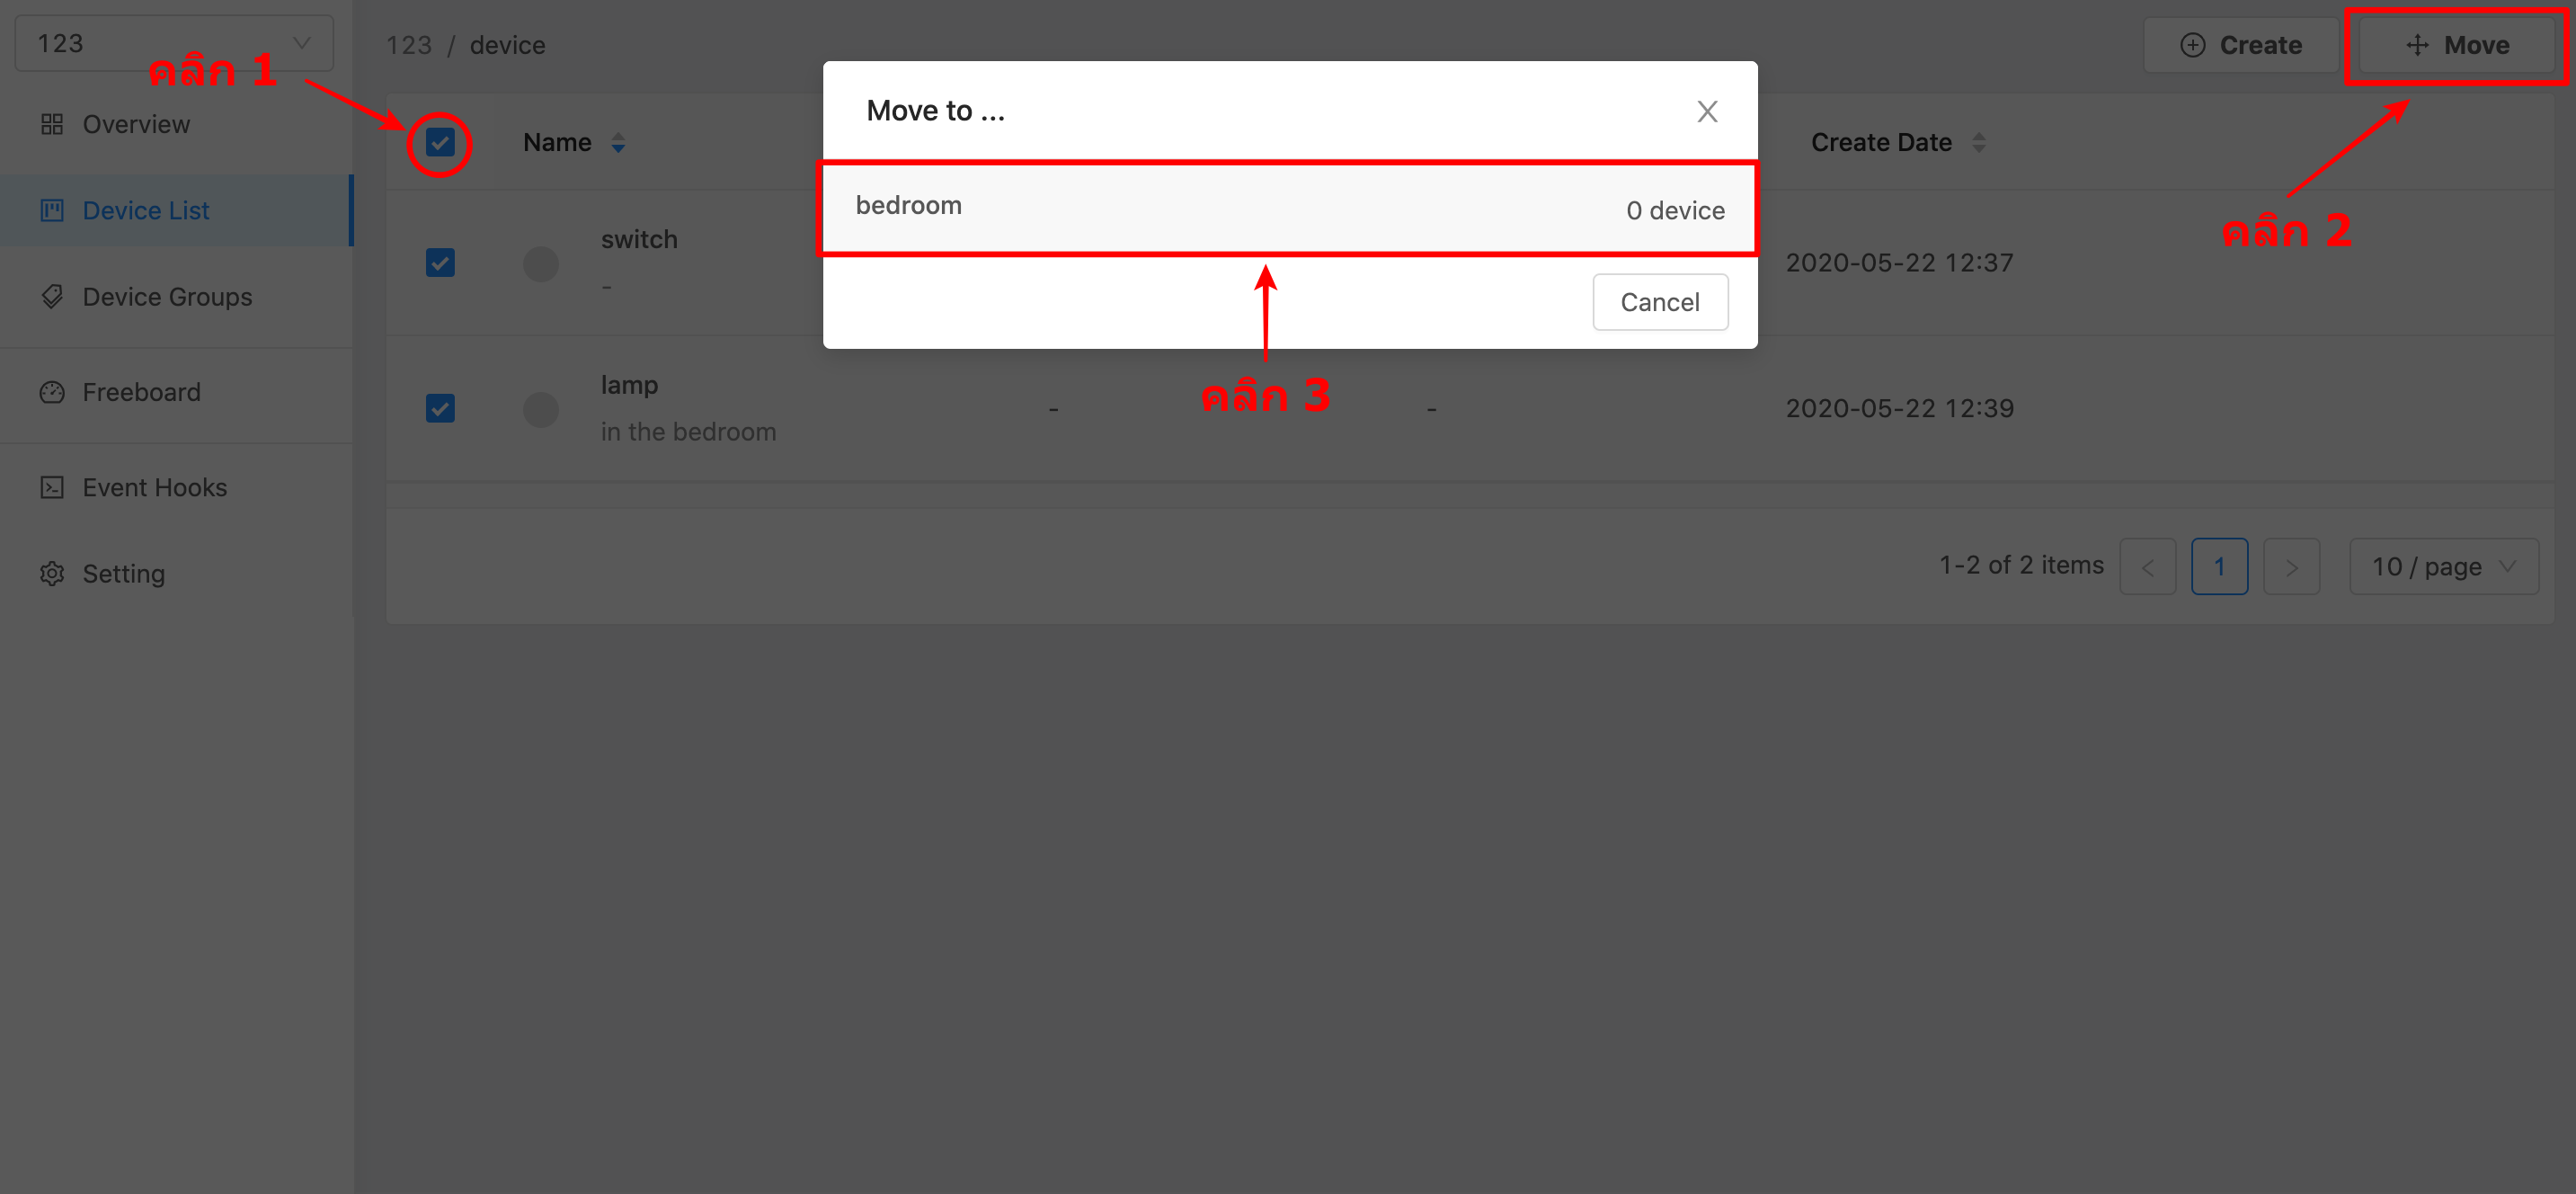 123
คลิก 1
Overview
Device List
Device Groups
Freeboard
Event Hooks
Setting
123 / device
Create
Move
คลิก 2
Name
Create Date
switch
-
2020-05-22 12:37
lamp
in the bedroom
-
-
2020-05-22 12:39
Move to ...
bedroom
0 device
Cancel
คลิก 3
1-2 of 2 items
<
1
>
10 / page